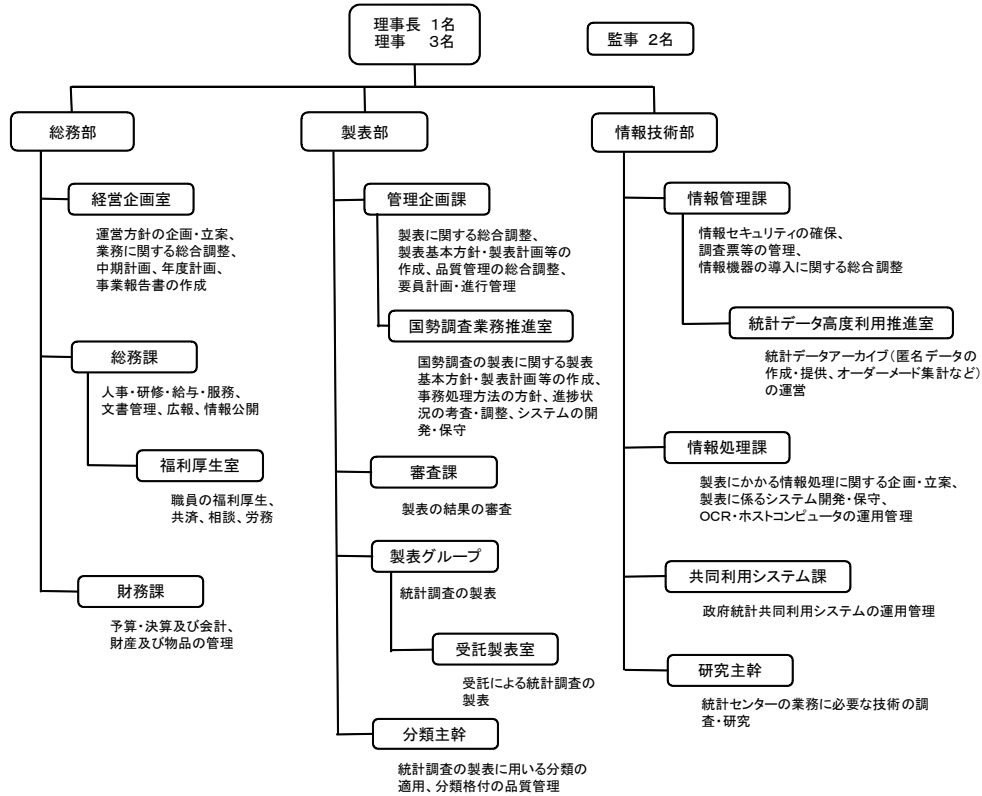 理事長 1名
理事 3名
監事 2名
総務部
経営企画室
運営方針の企画・立案、
業務に関する総合調整、
中期計画、年度計画、
事業報告書の作成
総務課
人事・研修・給与・服務、
文書管理、広報、情報公開
福利厚生室
職員の福利厚生、
共済、相談、労務
財務課
予算・決算及び会計、
財産及び物品の管理
製表部
管理企画課
製表に関する総合調整、
製表基本方針・製表計画等の
作成、品質管理の総合調整、
要員計画・進行管理
国勢調査業務推進室
国勢調査の製表に関する製表
基本方針・製表計画等の作成、
事務処理方法の方針、進捗状
況の考査・調整、システムの開
発・保守
審査課
製表の結果の審査
製表グループ
統計調査の製表
受託製表室
受託による統計調査の
製表
分類主幹
統計調査の製表に用いる分類の
適用、分類格付の品質管理
情報技術部
情報管理課
情報セキュリティの確保、
調査票等の管理、
情報機器の導入に関する総合調整
統計データ高度利用推進室
統計データアーカイブ(匿名データの
作成・提供、オーダーメード集計など)
の運営
情報処理課
製表にかかる情報処理に関する企画・立案、
製表に係るシステム開発・保守、
OCR・ホストコンピュータの運用管理
共同利用システム課
政府統計共同利用システムの運用管理
研究主幹
統計センターの業務に必要な技術の調
査・研究